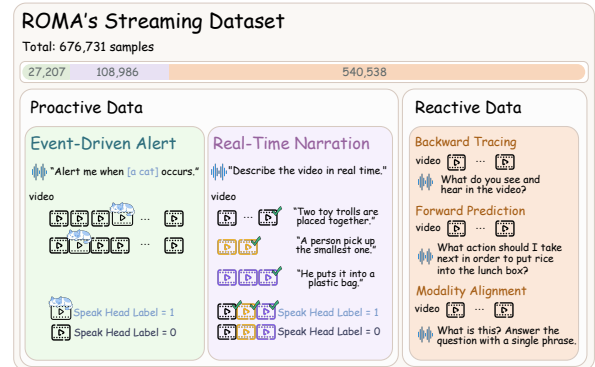 ROMA's Streaming Dataset
Total: 676,731 samples
27,207 108,986 540,538
Proactive Data
Event-Driven Alert
"Alert me when [a cat] occurs."
video
...
...
Speak Head Label = 1
Speak Head Label = 0
Real-Time Narration
"Describe the video in real time."
video
...
"Two toy trolls are
placed together."
"A person pick up
the smallest one."
"He puts it into a
plastic bag."
Speak Head Label = 1
Speak Head Label = 0
Reactive Data
Backward Tracing
video ...
What do you see and
hear in the video?
Forward Prediction
video ...
What action should I take
next in order to put rice
into the lunch box?
Modality Alignment
video ...
What is this? Answer the
question with a single phrase.